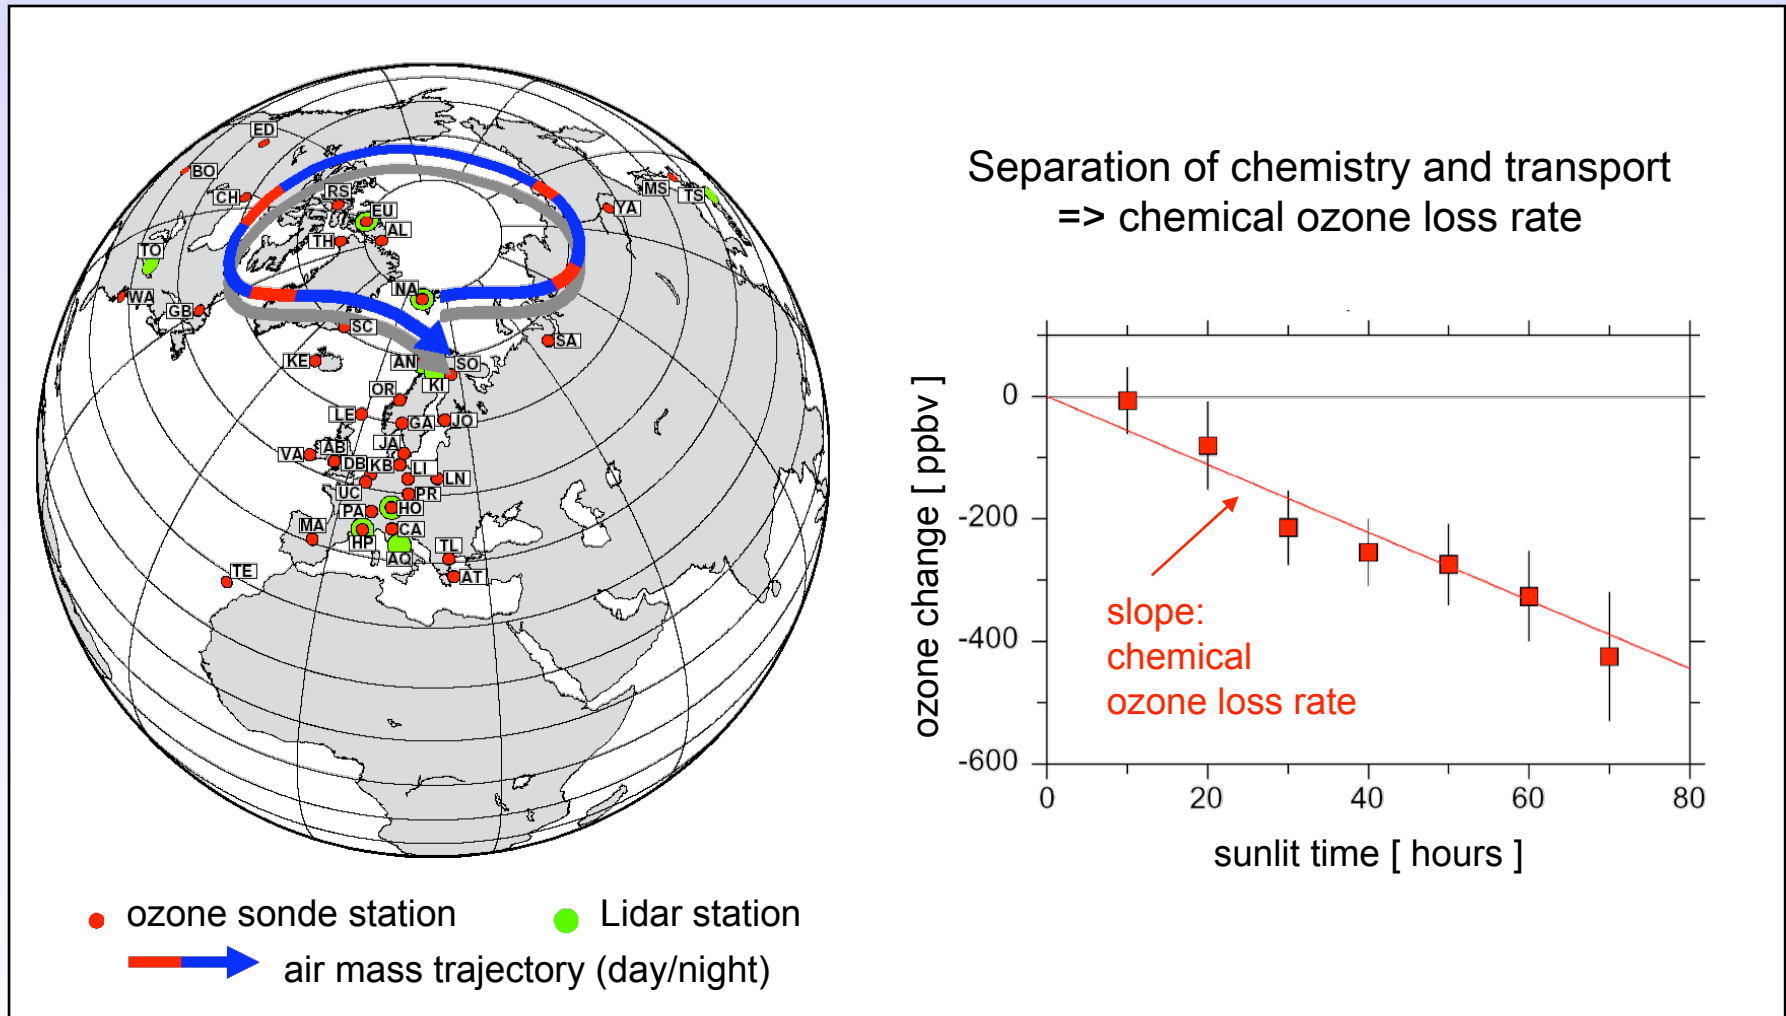 ED
BO
CH
RS
EU
AL
TH
TO
WA
GB
NA
SC
KE
AN
SO
KI
SA
YA
MS
TS
OR
LE
GA
JO
VA
AB
JA
DB
KB
LI
LN
UC
PR
PA
HO
MA
HP
CA
AQ
TL
AT
TE
ozone sonde station
Lidar station
air mass trajectory (day/night)
Separation of chemistry and transport
=> chemical ozone loss rate
ozone change [ ppbv ]
0
-200
-400
-600
slope:
chemical
ozone loss rate
0
20
40
60
80
sunlit time [ hours ]